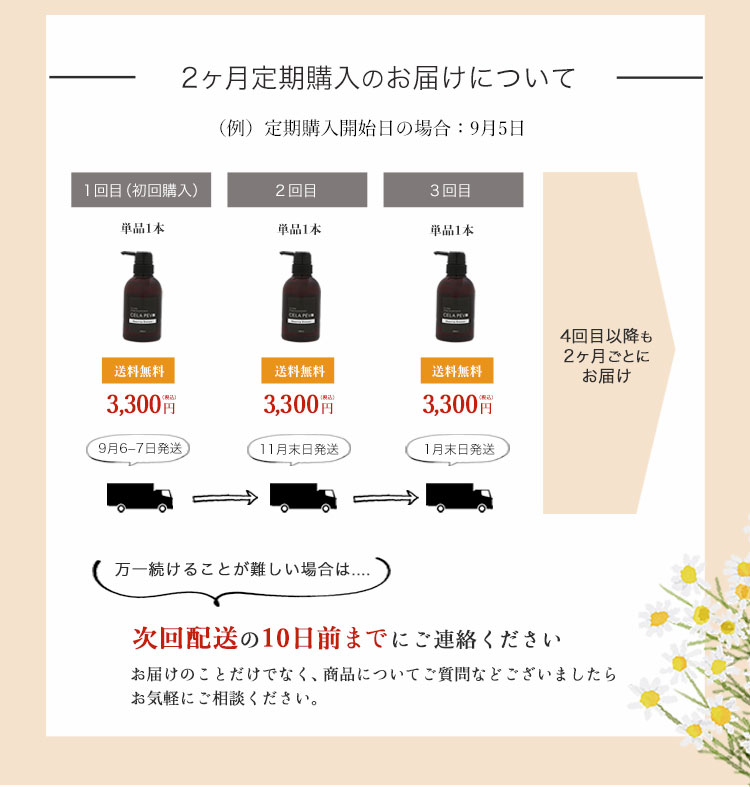 2ヶ月定期購入のお届けについて
（例）定期購入開始日の場合：9月5日
1回目（初回購入）
2回目
3回目
単品1本
単品1本
単品1本
CELA PEV
CELA PEV
CELA PEV
送料無料
送料無料
送料無料
3,300円（税込）
3,300円（税込）
3,300円（税込）
9月6–7日発送
11月末日発送
1月末日発送
4回目以降も
2ヶ月ごとに
お届け
万一続けることが難しい場合は....
次回配送の10日前までにご連絡ください
お届けのことだけでなく、商品についてご質問などございましたら
お気軽にご相談ください。